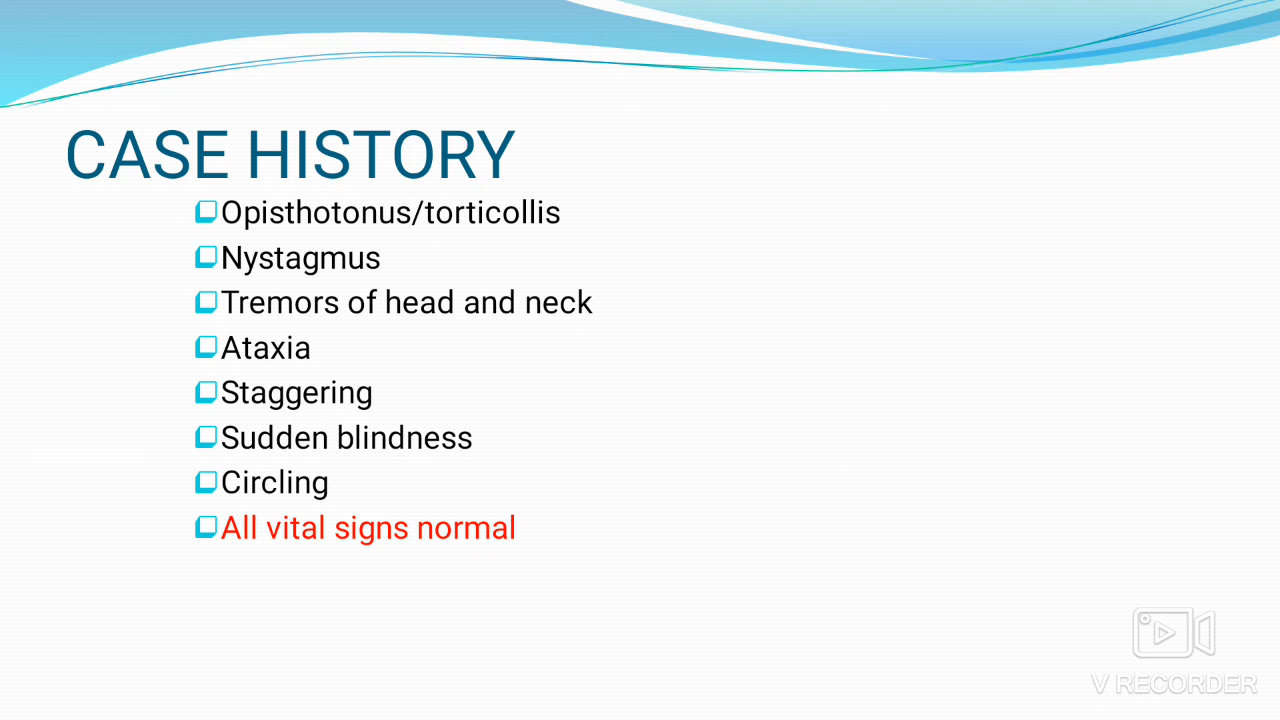 CASE HISTORY
Opisthotonus/torticollis
Nystagmus
Tremors of head and neck
Ataxia
Staggering
Sudden blindness
Circling
All vital signs normal
V RECORDER